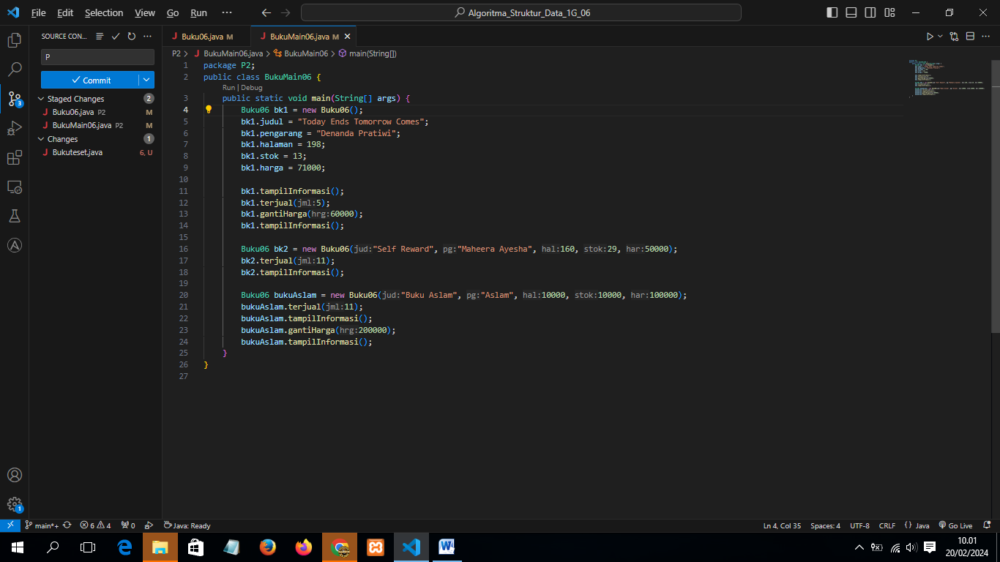 File Edit Selection View Go Run ··· Algoritma_Struktur_Data_1G_06
SOURCE CON...
P
Commit
Staged Changes 2
Buku06.java P2 M
BukuMain06.java P2 M
Changes 1
Bukuteset.java 6, U
3
1
Buku06.java M BukuMain06.java M
P2 > BukuMain06.java > BukuMain06 > main(String[])
1 package P2;
2 public class BukuMain06 {
Run | Debug
3 public static void main(String[] args) {
4 Buku06 bk1 = new Buku06();
5 bk1.judul = "Today Ends Tomorrow Comes";
6 bk1.pengarang = "Denanda Pratiwi";
7 bk1.halaman = 198;
8 bk1.stok = 13;
9 bk1.harga = 71000;
10
11 bk1.tampilInformasi();
12 bk1.terjual(jml:5);
13 bk1.gantiHarga(hrg:60000);
14 bk1.tampilInformasi();
15
16 Buku06 bk2 = new Buku06(jud:"Self Reward", pg:"Maheera Ayesha", hal:160, stok:29, har:50000);
17 bk2.terjual(jml:11);
18 bk2.tampilInformasi();
19
20 Buku06 bukuAslam = new Buku06(jud:"Buku Aslam", pg:"Aslam", hal:10000, stok:10000, har:100000);
21 bukuAslam.terjual(jml:11);
22 bukuAslam.tampilInformasi();
23 bukuAslam.gantiHarga(hrg:200000);
24 bukuAslam.tampilInformasi();
25 }
26 }
27
main*+ 6 4 0 Java: Ready Ln 4, Col 35 Spaces: 4 UTF-8 CRLF {} Java Go Live
10.01
20/02/2024